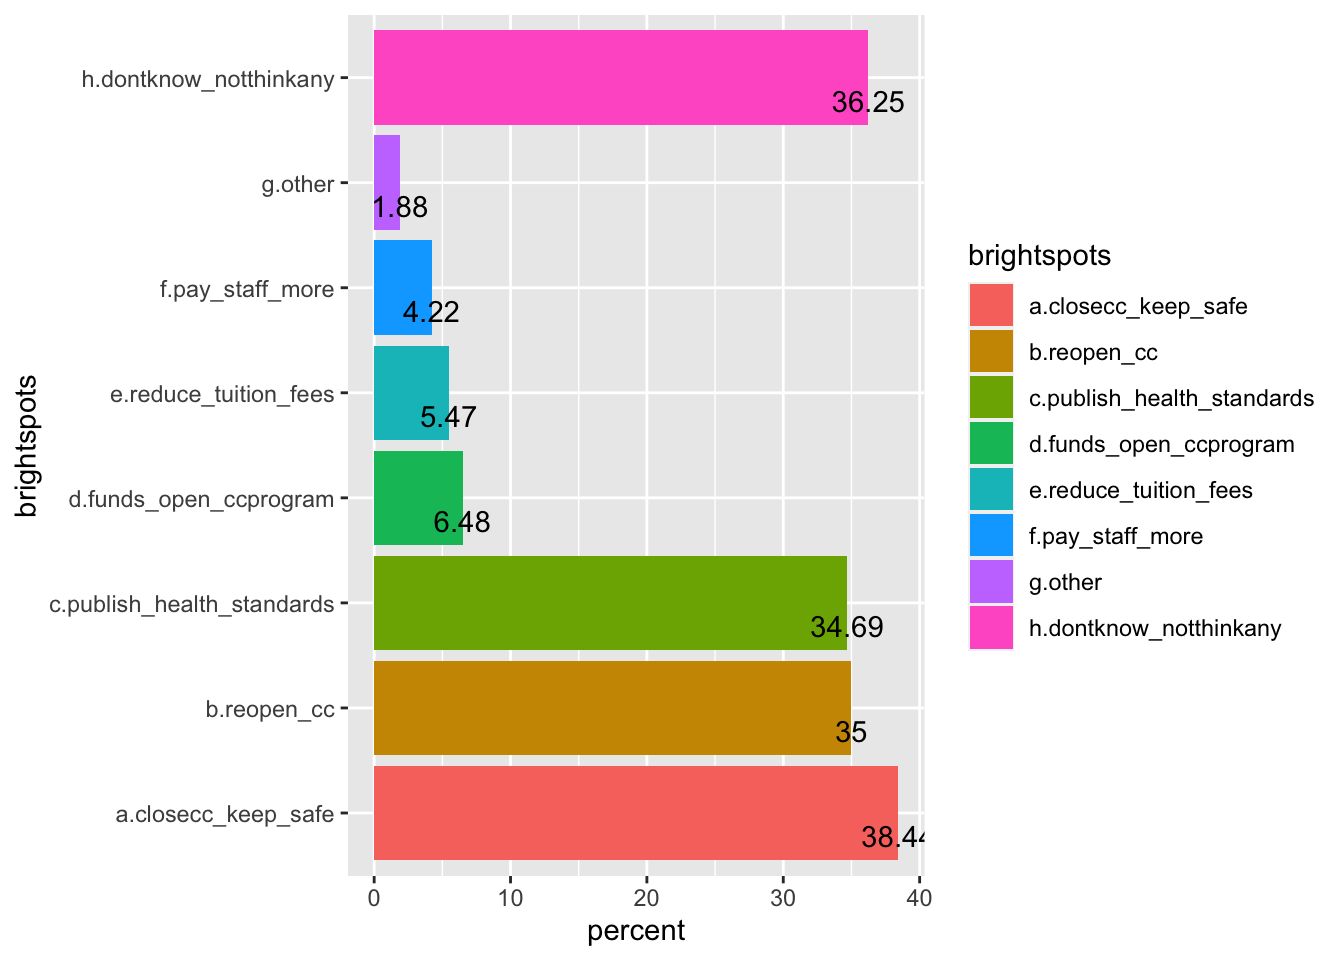 h.dontknow_notthinkany
36.25
g.other
1.88
f.pay_staff_more
4.22
e.reduce_tuition_fees
5.47
d.funds_open_ccprogram
6.48
c.publish_health_standards
34.69
b.reopen_cc
35
a.closecc_keep_safe
38.44
0 10 20 30 40
percent
brightspots
brightspots
a.closecc_keep_safe
b.reopen_cc
c.publish_health_standards
d.funds_open_ccprogram
e.reduce_tuition_fees
f.pay_staff_more
g.other
h.dontknow_notthinkany